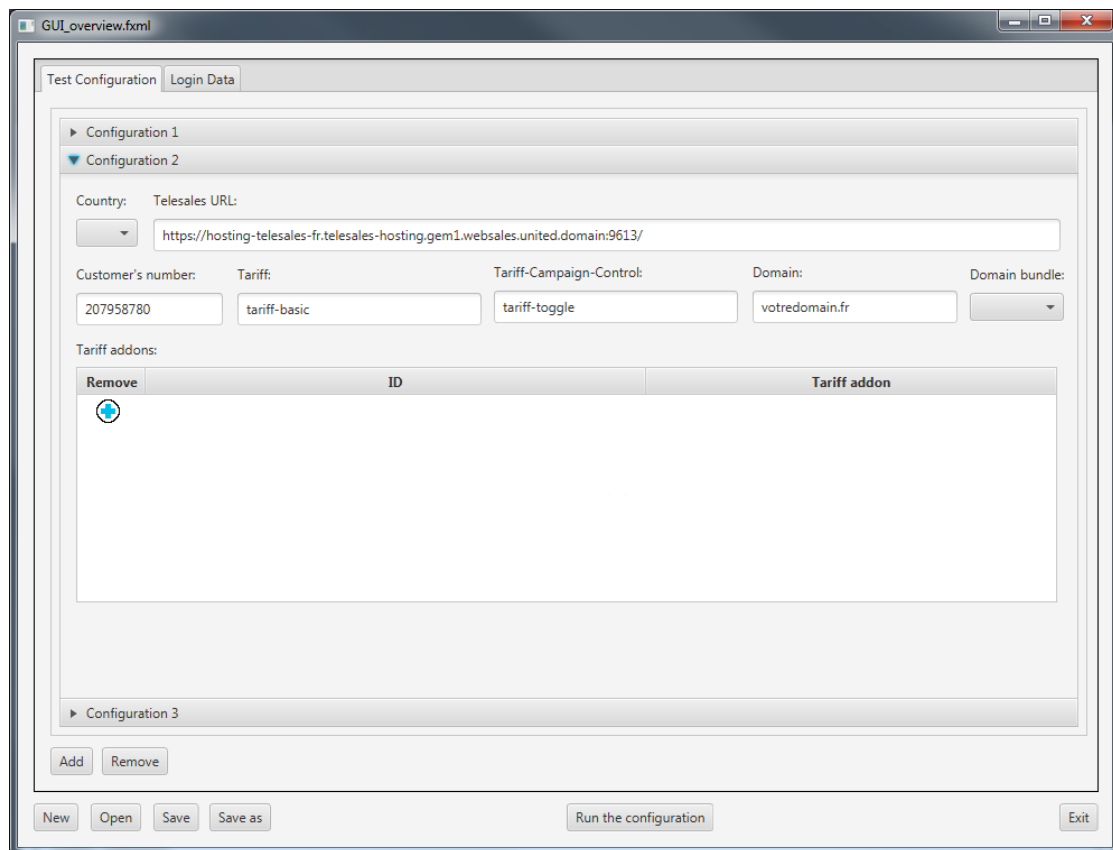 GUI_overview.fxml
Test Configuration Login Data
Configuration 1
Configuration 2
Country: Telesales URL:
https://hosting-telesales-fr.telesales-hosting.gem1.websales.united.domain:9613/
Customer's number: Tariff: Tariff-Campaign-Control: Domain: Domain bundle:
207958780 tariff-basic tariff-toggle votredomain.fr
Tariff addons:
Remove ID Tariff addon
Configuration 3
Add Remove
New Open Save Save as Run the configuration Exit